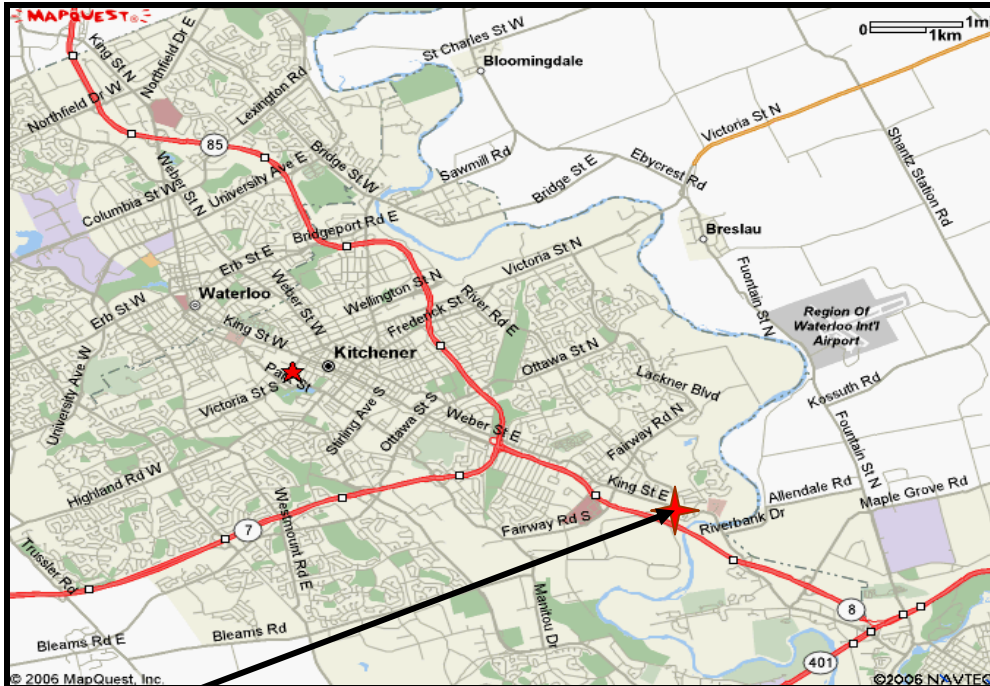 MAPQUEST
1mi
0
1km
King St N
Northfield Dr E
St Charles St W
Bloomingdale
Northfield Dr W
Lexington Rd
Victoria St N
85
Weber St N
University Ave E
Bridge St W
Sawmill Rd
Bridge St E
Ebycrest Rd
Shantz Station Rd
Columbia St W
Bridgeport Rd E
Breslau
Erb St E
Victoria St N
Weber St W
Wellington St N
Fuontain St N
Waterloo
Erb St W
Frederick St
River Rd E
Region Of
Waterloo Int'l
Airport
King St W
Kitchener
Ottawa St N
University Ave W
Victoria St S
Lackner Blvd
Kossuth Rd
Stirling Ave S
Ottawa St S
Weber St E
Fairway Rd N
Fountain St N
Highland Rd W
King St E
Allendale Rd
Maple Grove Rd
Westmount Rd E
Fairway Rd S
Riverbank Dr
7
Trussler Rd
Manitou Dr
8
Bleams Rd E
Bleams Rd
401
© 2006 MapQuest, Inc.
©2006 NAVTEQ